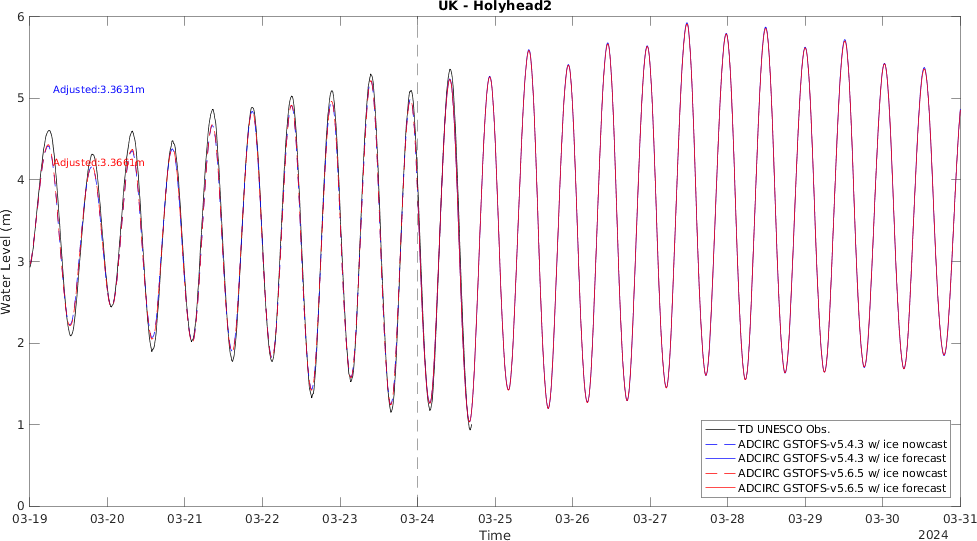 UK - Holyhead2
6
5
4
3
2
1
0
Water Level (m)
Adjusted:3.3631m
Adjusted:3.3661m
TD UNESCO Obs.
ADCIRC GSTOFS-v5.4.3 w/ ice nowcast
ADCIRC GSTOFS-v5.4.3 w/ ice forecast
ADCIRC GSTOFS-v5.6.5 w/ ice nowcast
ADCIRC GSTOFS-v5.6.5 w/ ice forecast
03-19 03-20 03-21 03-22 03-23 03-24 03-25 03-26 03-27 03-28 03-29 03-30 03-31
Time
2024